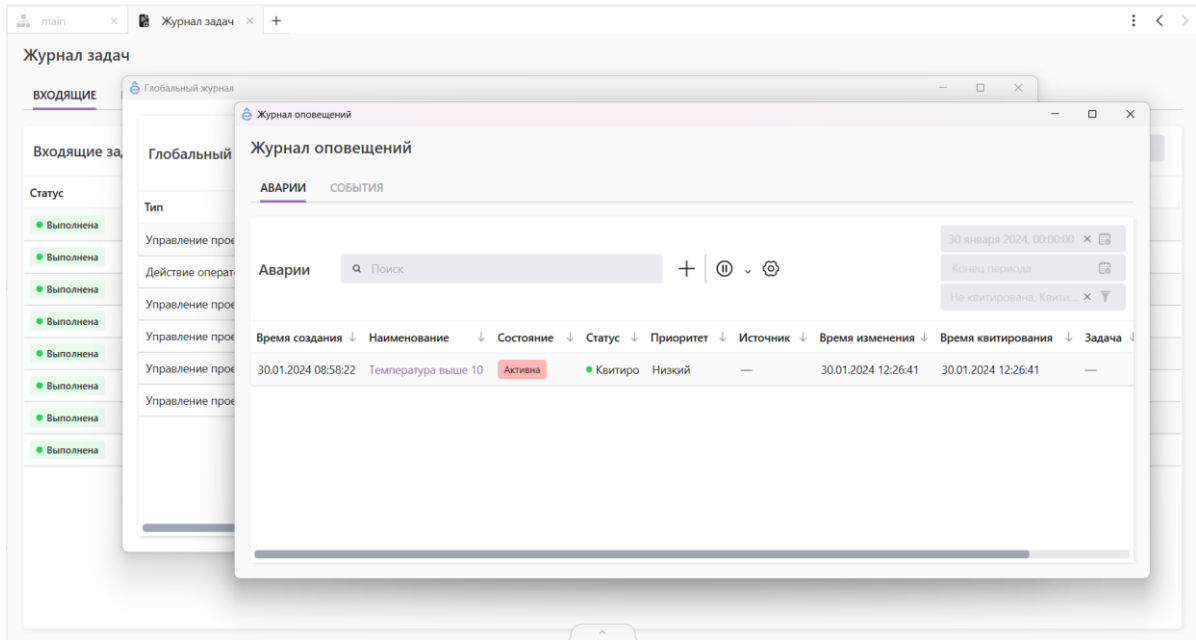 main
Журнал задач
Журнал задач
ВХОДЯЩИЕ
Входящие за
Статус
Выполнена
Выполнена
Выполнена
Выполнена
Выполнена
Выполнена
Выполнена
Выполнена
Глобальный журнал
Глобальный
Тип
Управление прое
Действие операт
Управление прое
Управление прое
Управление прое
Управление прое
Журнал оповещений
Журнал оповещений
АВАРИИ СОБЫТИЯ
30 января 2024, 00:00:00
Аварии Поиск Конец периода
Не квитирована, Квити...
Время создания Наименование Состояние Статус Приоритет Источник Время изменения Время квитирования Задача
30.01.2024 08:58:22 Температура выше 10 Активна Квитиро Низкий — 30.01.2024 12:26:41 30.01.2024 12:26:41 —